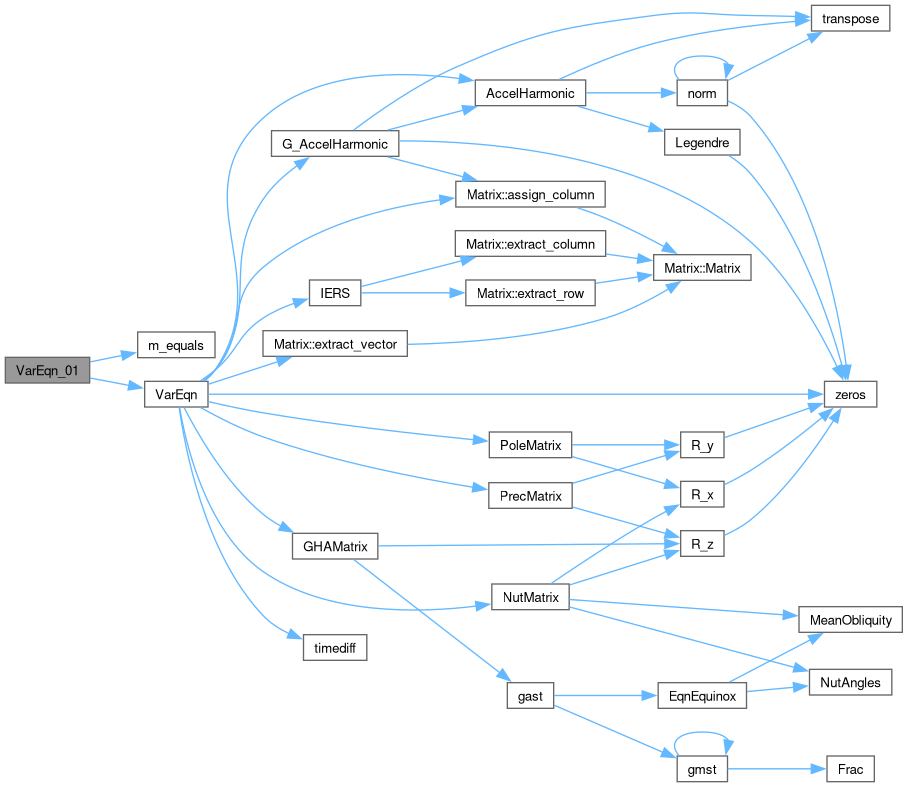 transpose
AccelHarmonic
norm
G_AccelHarmonic
Legendre
Matrix::assign_column
Matrix::extract_column
Matrix::Matrix
IERS
Matrix::extract_row
m_equals
Matrix::extract_vector
VarEqn_01
VarEqn
zeros
PoleMatrix
R_y
PrecMatrix
R_x
GHAMatrix
R_z
NutMatrix
MeanObliquity
timediff
NutAngles
gast
EqnEquinox
gmst
Frac